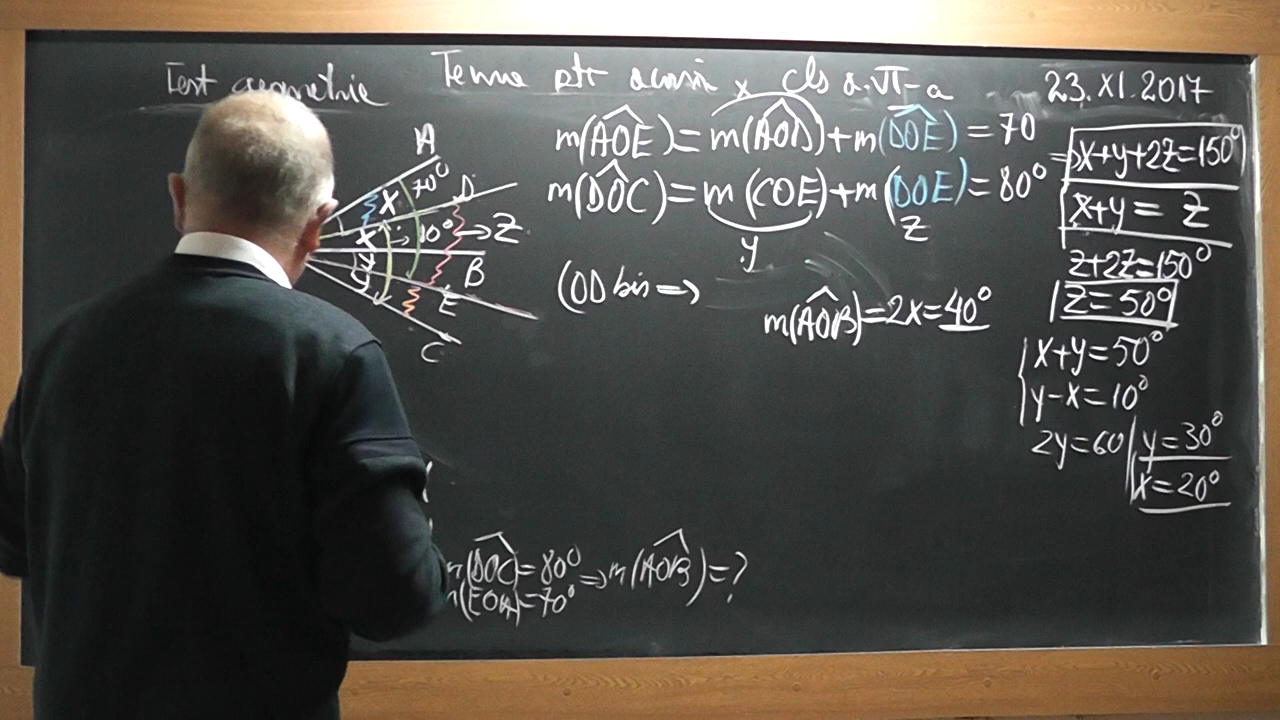 Test geometrie
Tema ptr acasă cls a VI-a
23.XI.2017
A
70°
D
X
X
10° → Z
y
B
E
C
x
m(AOE) = m(AOD) + m(DOE) = 70
m(DOC) = m(COE) + m(DOE) = 80°
y
Z
(OD bis ⇒
m(AOB) = 2x = 40°
⇒ x+y+2z=150°
x+y = z
z+2z=150°
z = 50°
x+y=50°
y-x=10°
2y=60 y=30°
x=20°
m(DOC)=80° ⇒ m(AOB)=?
m(EOA)=70°